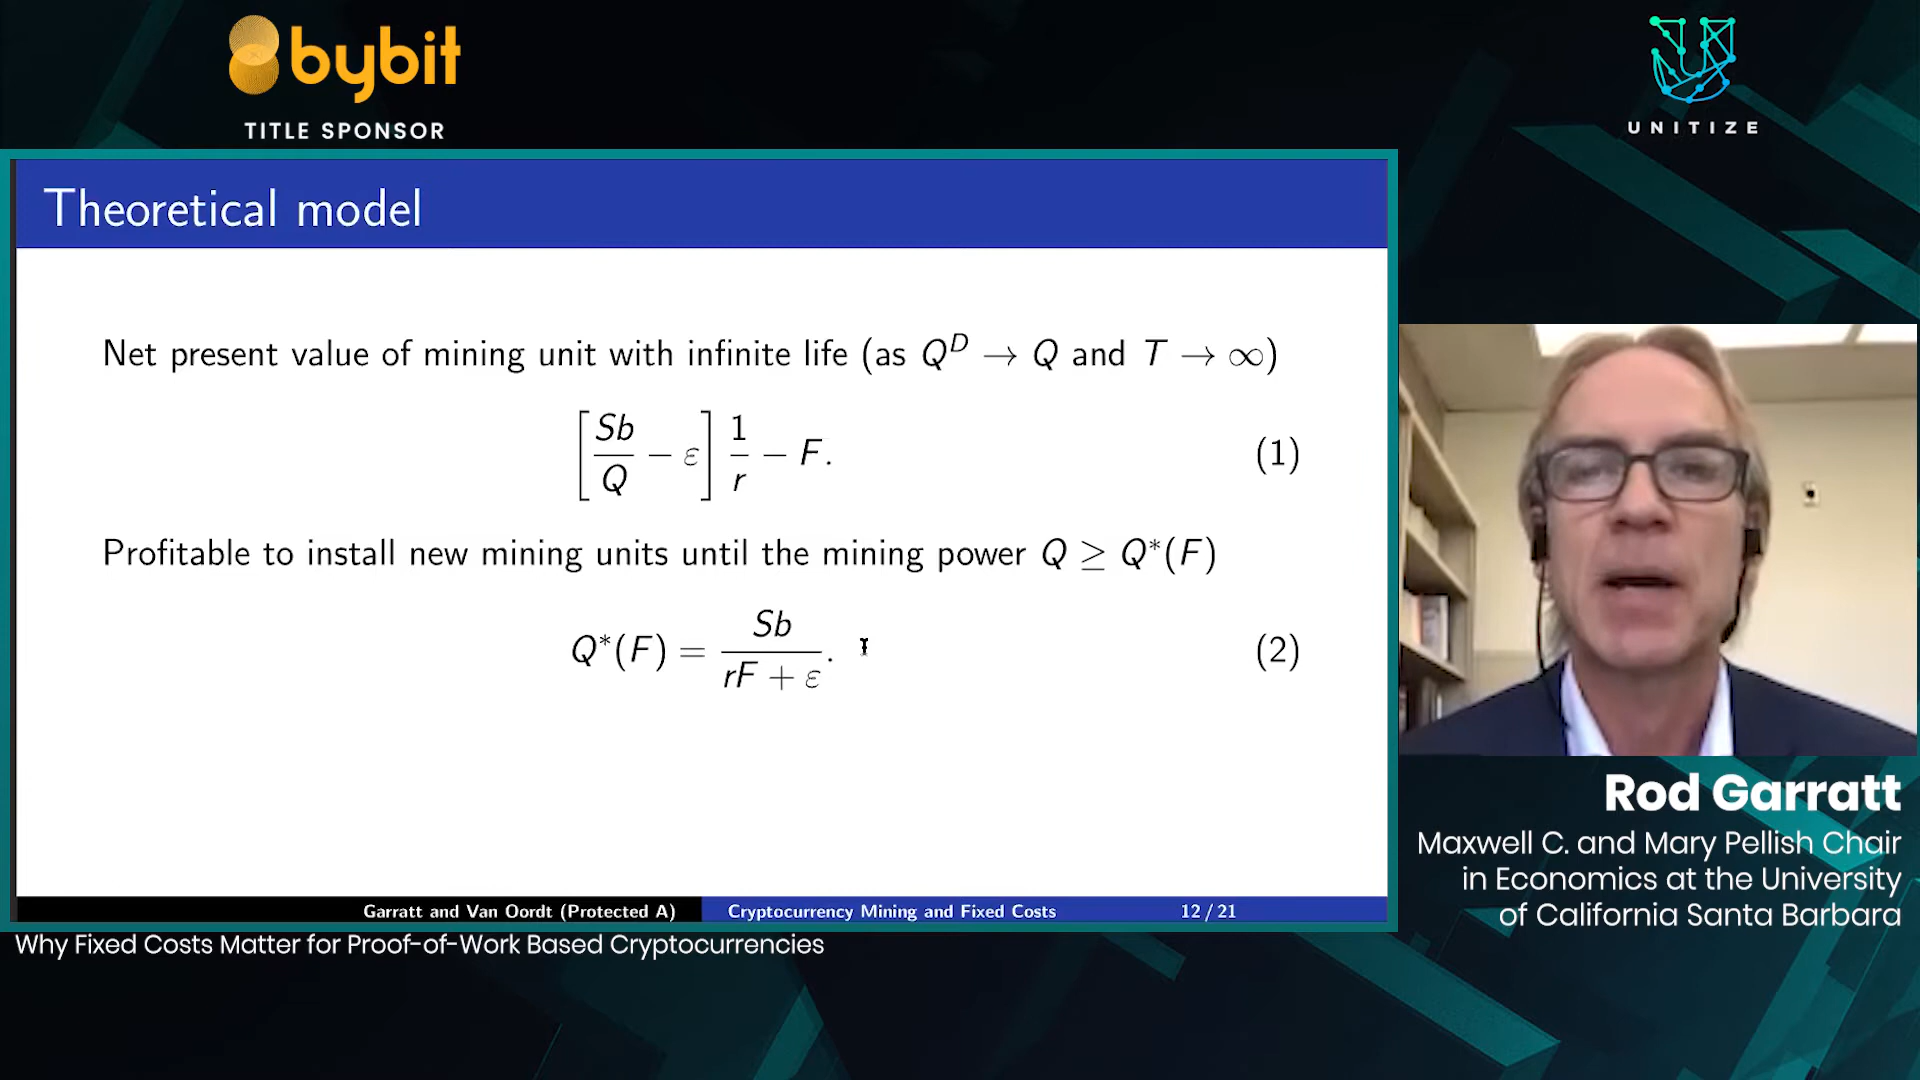 bybit
TITLE SPONSOR
UNITIZE
Theoretical model
Net present value of mining unit with infinite life (as Q^D → Q and T → ∞)
[Sb/Q − ε] 1/r − F. (1)
Profitable to install new mining units until the mining power Q ≥ Q*(F)
Q*(F) = Sb/(rF + ε). (2)
Garratt and Van Oordt (Protected A) Cryptocurrency Mining and Fixed Costs 12 / 21
Why Fixed Costs Matter for Proof-of-Work Based Cryptocurrencies
Rod Garratt
Maxwell C. and Mary Pellish Chair
in Economics at the University
of California Santa Barbara